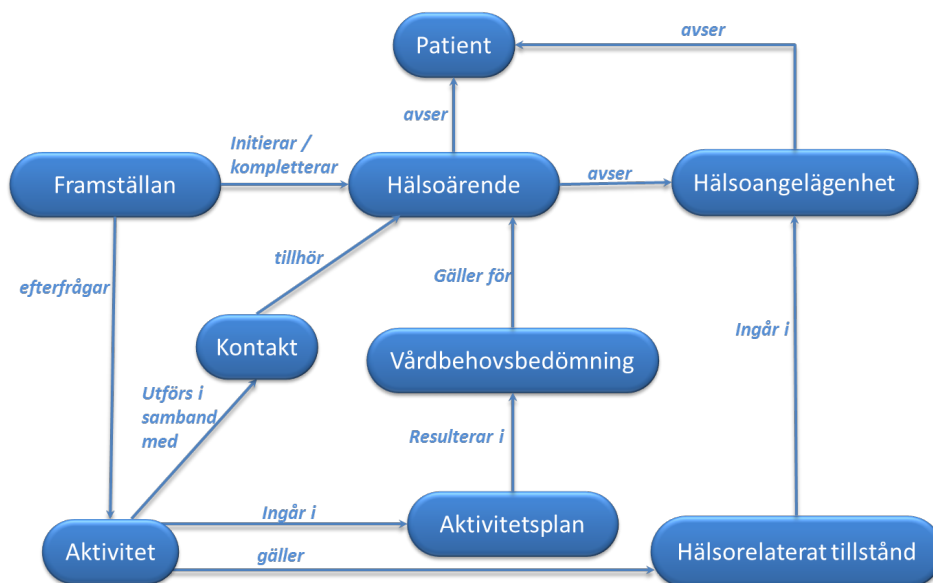 Patient
avser
avser
Initierar /
kompletterar
Framställan
Hälsoärende
avser
Hälsoangelägenhet
efterfrågar
tillhör
Gäller för
Kontakt
Vårdbehovsbedömning
Ingår i
Utförs i
samband
med
Resulterar i
Ingår i
Aktivitetsplan
Aktivitet
gäller
Hälsorelaterat tillstånd